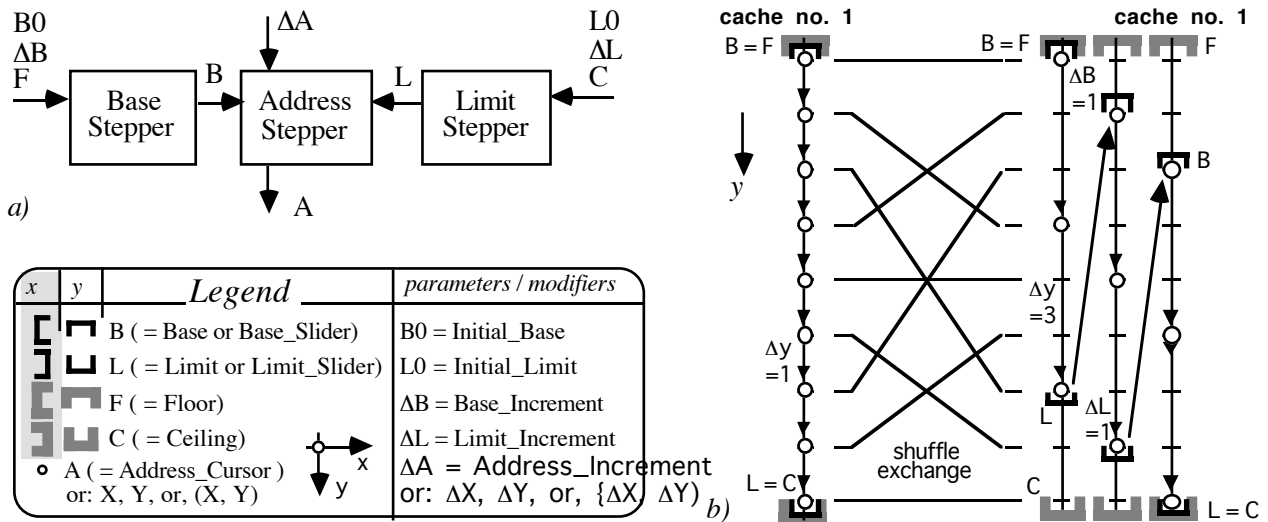 B0
ΔB
F
Base
Stepper
B
ΔA
Address
Stepper
A
L
Limit
Stepper
L0
ΔL
C
a)
x y Legend parameters / modifiers
B ( = Base or Base_Slider) B0 = Initial_Base
L ( = Limit or Limit_Slider) L0 = Initial_Limit
F ( = Floor) ΔB = Base_Increment
C ( = Ceiling) ΔL = Limit_Increment
A ( = Address_Cursor ) ΔA = Address_Increment
or: X, Y, or, (X, Y) or: ΔX, ΔY, or, {ΔX, ΔY)
x
y
cache no. 1
cache no. 1
B = F
B = F
F
ΔB
=1
B
y
Δy
=1
Δy
=3
L
ΔL
=1
shuffle
exchange
L = C
C
L = C
b)